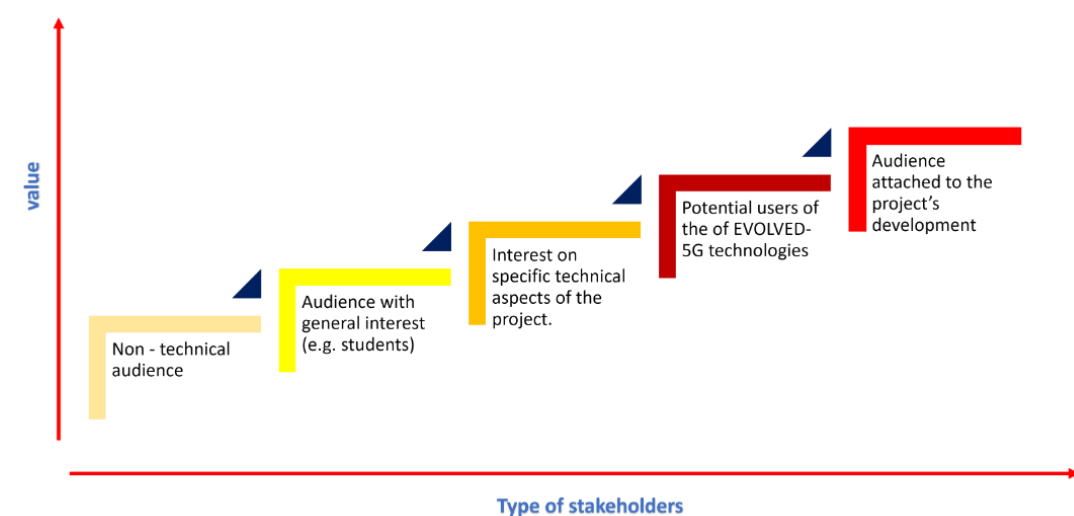 value
Non - technical
audience
Audience with
general interest
(e.g. students)
Interest on
specific technical
aspects of the
project.
Potential users of
the of EVOLVED-
5G technologies
Audience
attached to the
project’s
development
Type of stakeholders